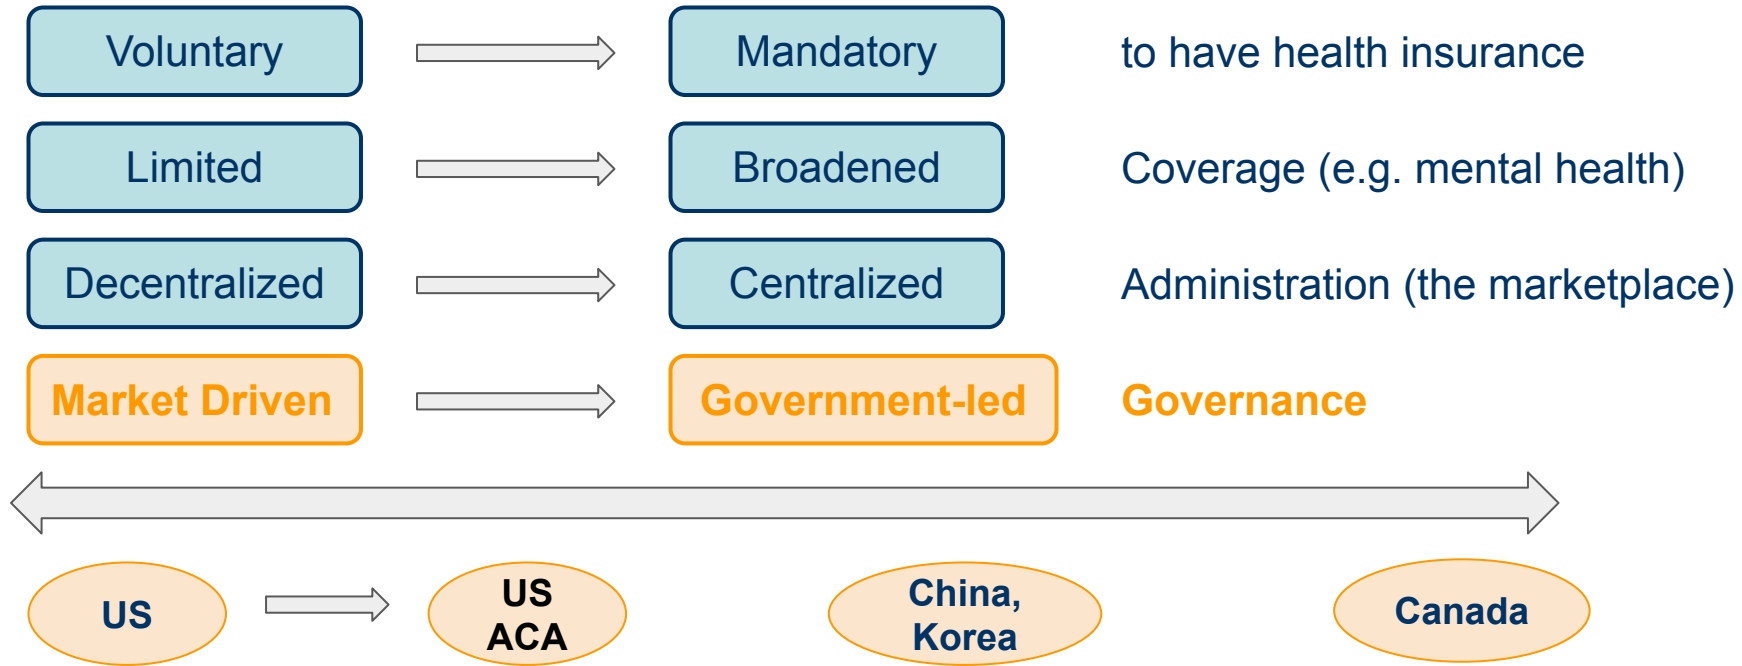 Voluntary Mandatory to have health insurance
Limited Broadened Coverage (e.g. mental health)
Decentralized Centralized Administration (the marketplace)
Market Driven Government-led Governance
US
US
ACA
China,
Korea
Canada